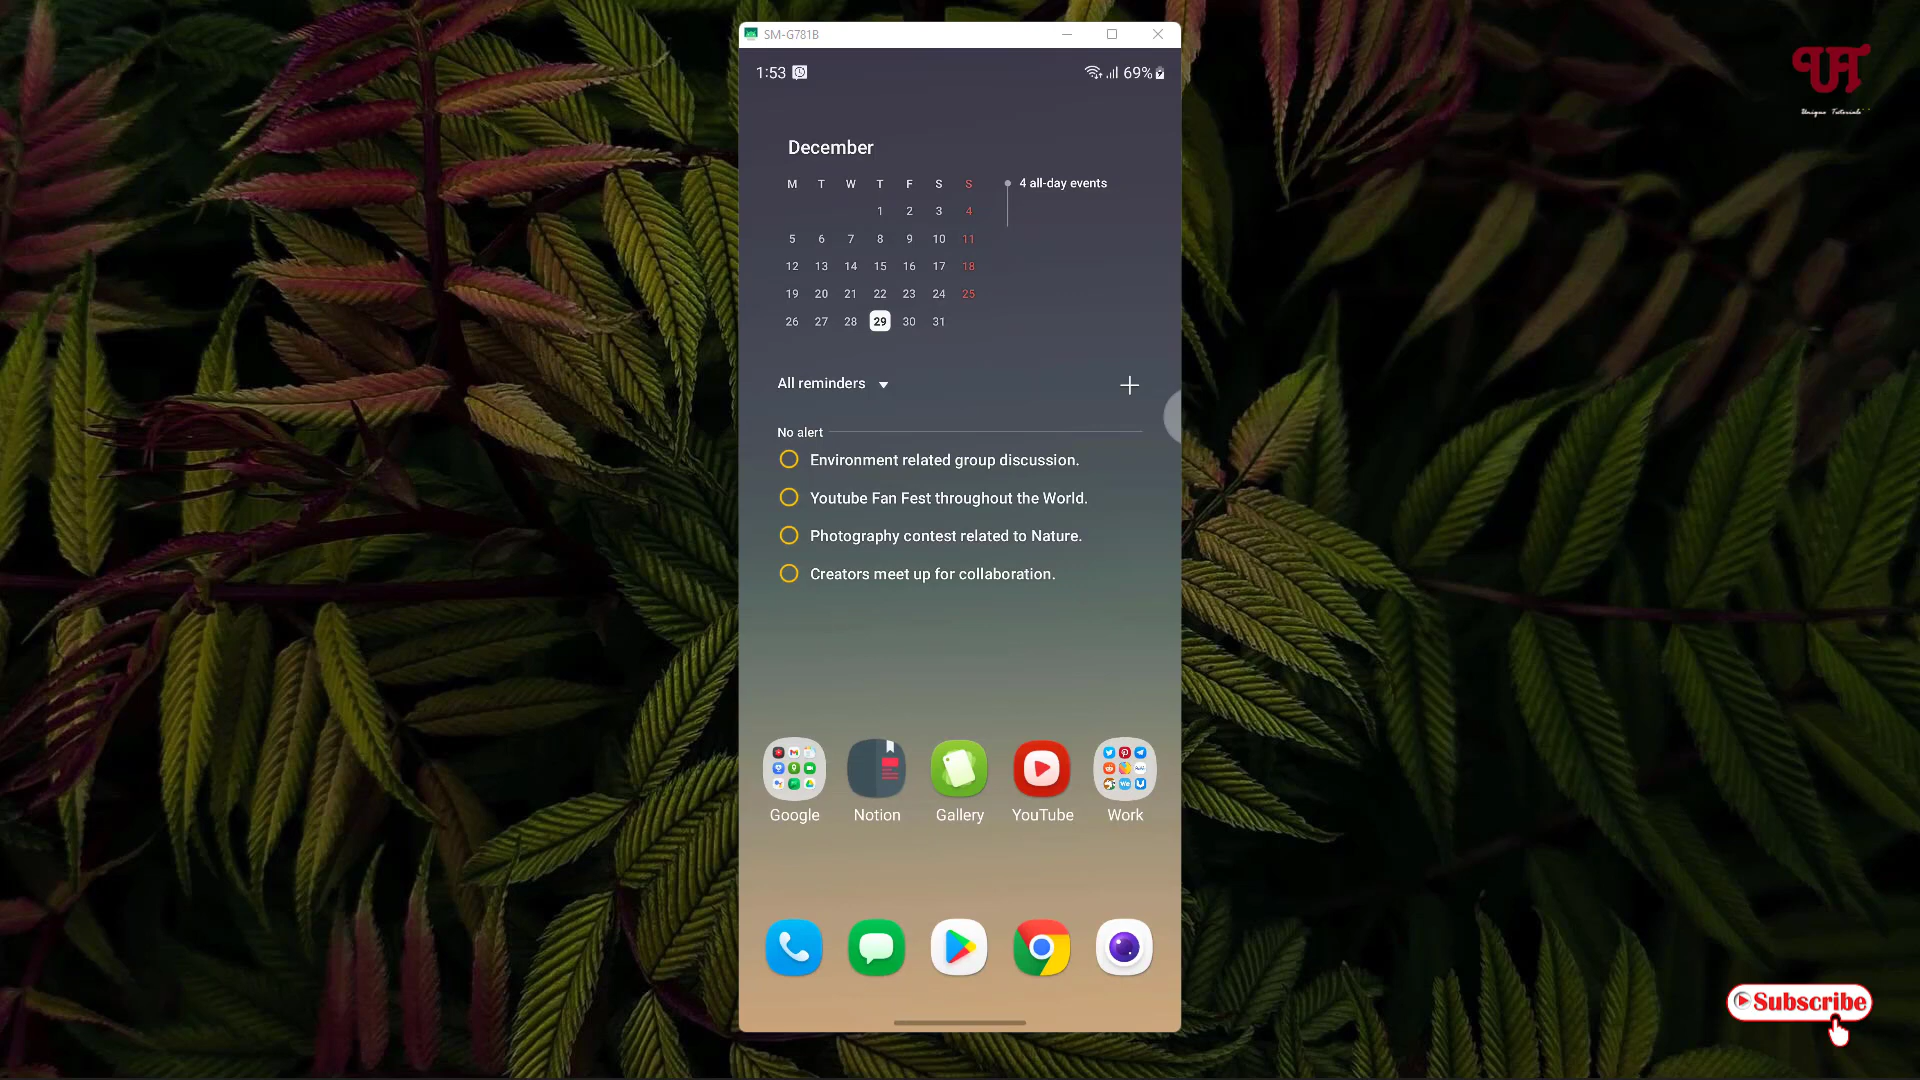 SM-G781B
1:53
69%
December
M T W T F S S
4 all-day events
1 2 3 4
5 6 7 8 9 10 11
12 13 14 15 16 17 18
19 20 21 22 23 24 25
26 27 28 29 30 31
All reminders
No alert
Environment related group discussion.
Youtube Fan Fest throughout the World.
Photography contest related to Nature.
Creators meet up for collaboration.
Google Notion Gallery YouTube Work
UA
Unique Tutorials
Subscribe